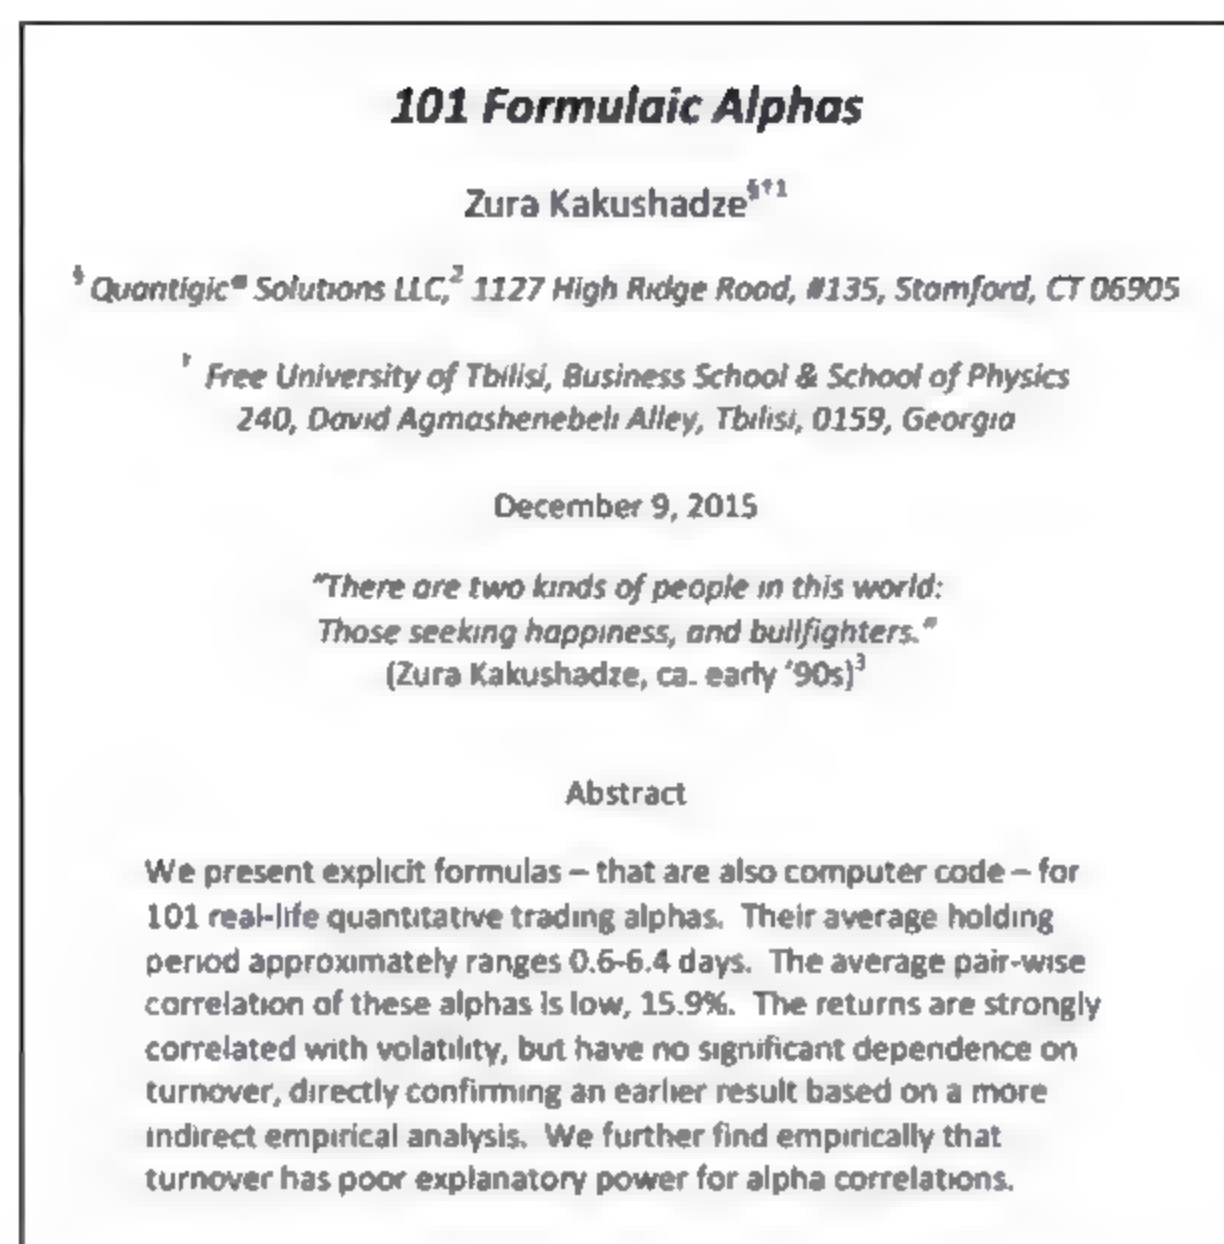 101 Formulaic Alphas
Zura Kakushadze§†1
§ Quantigic® Solutions LLC,2 1127 High Ridge Road, #135, Stamford, CT 06905
† Free University of Tbilisi, Business School & School of Physics
240, David Agmashenebeli Alley, Tbilisi, 0159, Georgia
December 9, 2015
“There are two kinds of people in this world:
Those seeking happiness, and bullfighters.”
(Zura Kakushadze, ca. early ‘90s)3
Abstract
We present explicit formulas – that are also computer code – for
101 real-life quantitative trading alphas. Their average holding
period approximately ranges 0.6-6.4 days. The average pair-wise
correlation of these alphas is low, 15.9%. The returns are strongly
correlated with volatility, but have no significant dependence on
turnover, directly confirming an earlier result based on a more
indirect empirical analysis. We further find empirically that
turnover has poor explanatory power for alpha correlations.